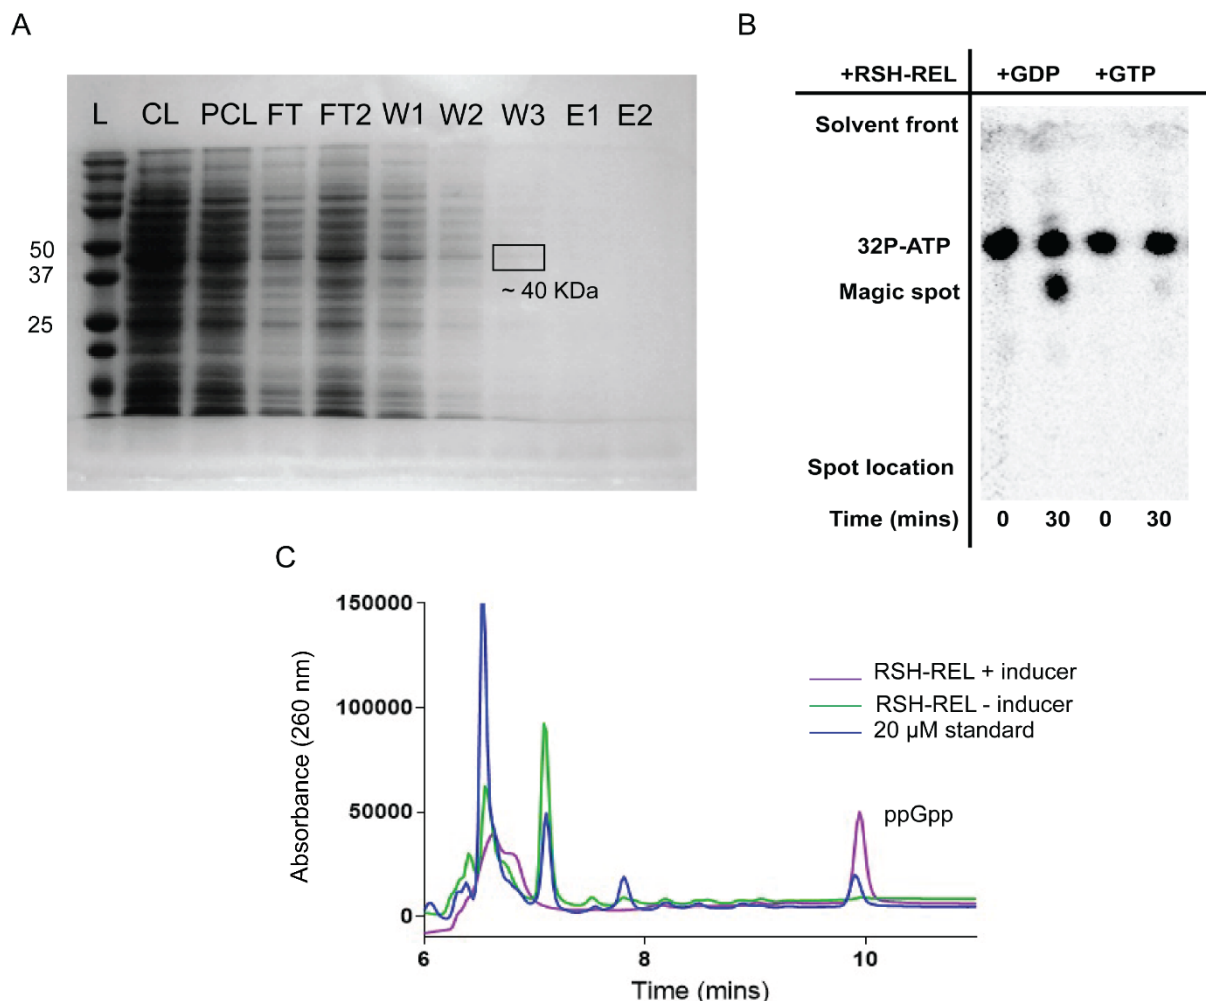 A
L CL PCL FT FT2 W1 W2 W3 E1 E2
50
37
25
~ 40 KDa
B
+RSH-REL +GDP +GTP
Solvent front
32P-ATP
Magic spot
Spot location
Time (mins) 0 30 0 30
C
Absorbance (260 nm)
150000
100000
50000
0
RSH-REL + inducer
RSH-REL - inducer
20 µM standard
ppGpp
6 8 10
Time (mins)